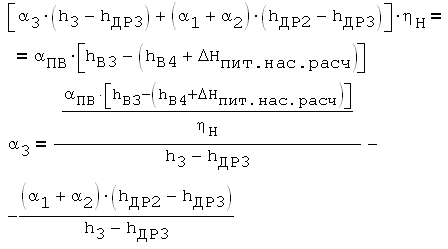 [α3·(h3−hДР3)+(α1+α2)·(hДР2−hДР3)]·ηН=
=αПВ·[hВ3−(hВ4+ΔHпит.нас.расч)]
αПВ·[hВ3−(hВ4+ΔHпит.нас.расч)]
ηН
α3= −
h3−hДР3
−(α1+α2)·(hДР2−hДР3)
h3−hДР3